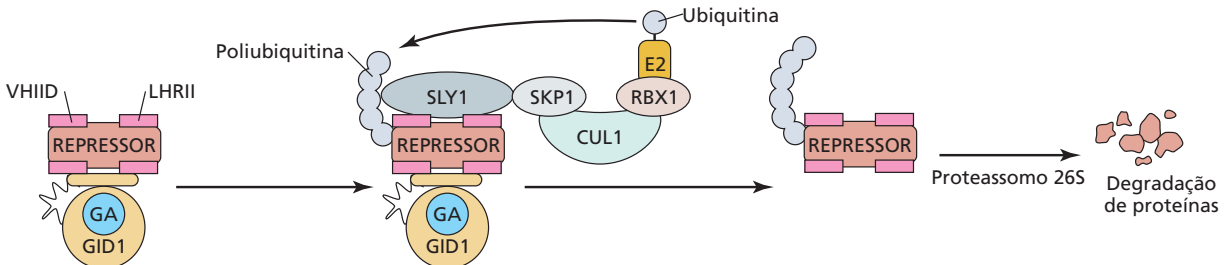 VHIID
LHRII
REPRESSOR
GA
GID1
Poliubiquitina
Ubiquitina
E2
SLY1
SKP1
RBX1
CUL1
REPRESSOR
GA
GID1
REPRESSOR
Proteassomo 26S
Degradação
de proteínas